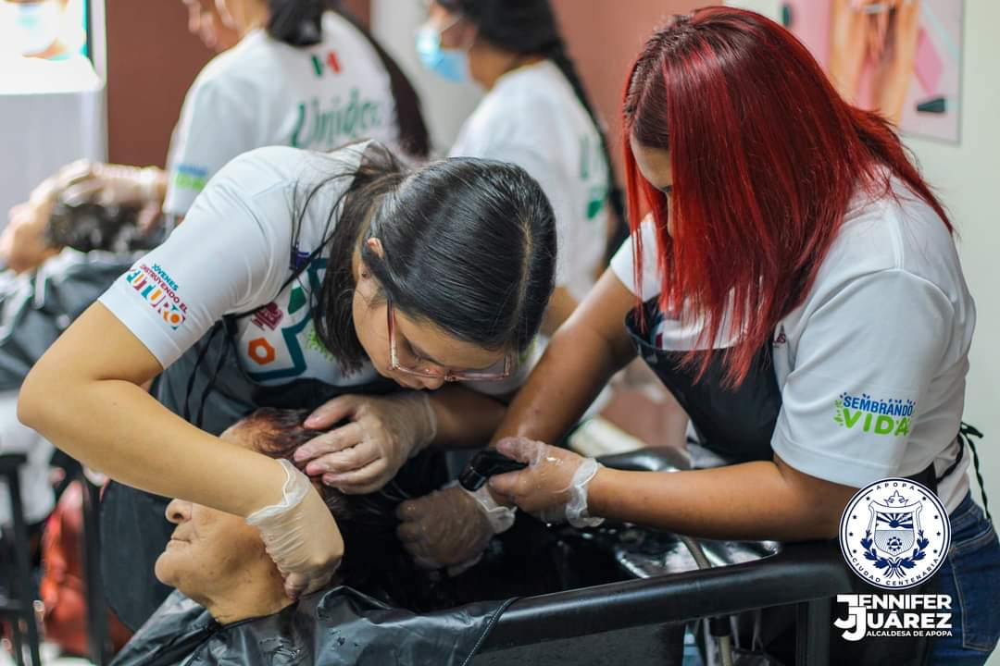 Unidos
JÓVENES
CONSTRUYENDO EL
FUTURO
SEMBRANDO
VIDA
APOPA
CIUDAD CENTENARIA
JENNIFER
JUÁREZ
ALCALDESA DE APOPA